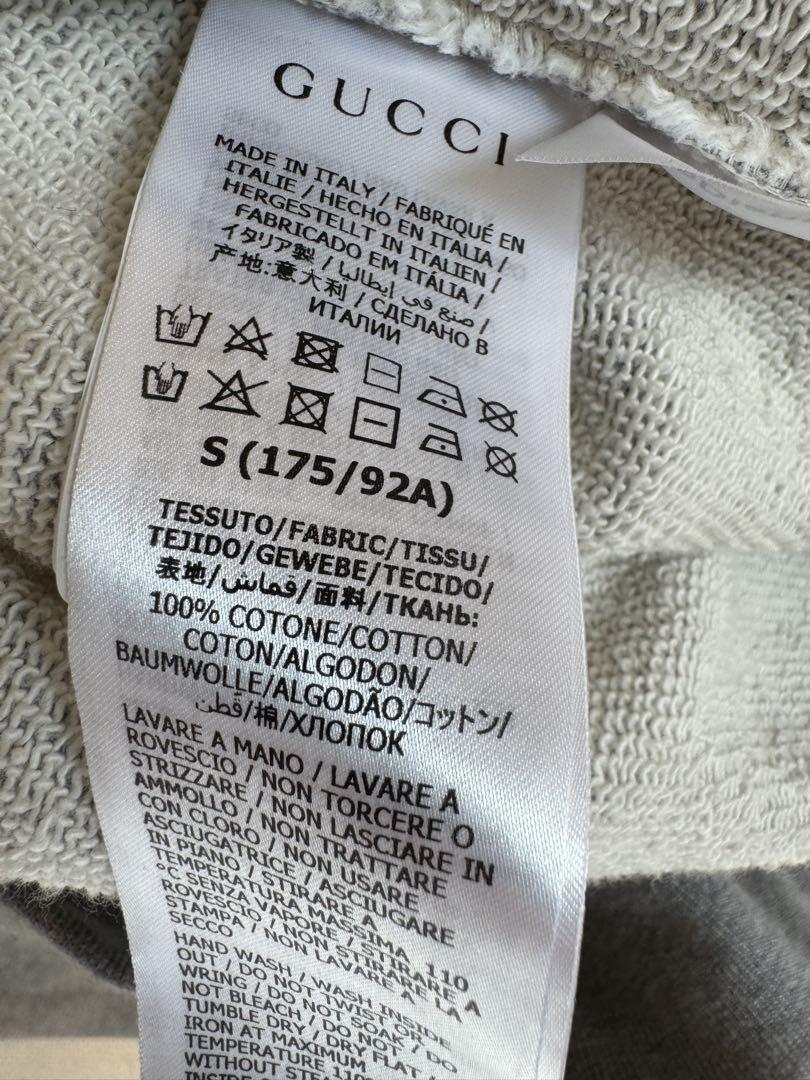 GUCCI
MADE IN ITALY / FABRIQUÉ EN
ITALIE / HECHO EN ITALIA /
HERGESTELLT IN ITALIEN /
FABRICADO EM ITÁLIA /
イタリア製 / صنع في إيطاليا /
产地:意大利 / СДЕЛАНО В
ИТАЛИИ
S (175/92A)
TESSUTO/FABRIC/TISSU/
TEJIDO/GEWEBE/TECIDO/
表地/قماش/面料/ТКАНЬ:
100% COTONE/COTTON/
COTON/ALGODON/
BAUMWOLLE/ALGODÃO/コットン/
قطن/棉/ХЛОПОК
LAVARE A MANO / LAVARE A
ROVESCIO / NON TORCERE O
STRIZZARE / NON LASCIARE IN
AMMOLLO / NON TRATTARE
CON CLORO / NON USARE
ASCIUGATRICE / ASCIUGARE
IN PIANO / STIRARE A
TEMPERATURA MASSIMA 110
°C SENZA VAPORE / STIRARE A
ROVESCIO / NON STIRARE LA
STAMPA / NON LAVARE A
SECCO
HAND WASH / WASH INSIDE
OUT / DO NOT TWIST OR
WRING / DO NOT SOAK / DO
NOT BLEACH / DO NOT
TUMBLE DRY / DRY FLAT /
IRON AT MAXIMUM
TEMPERATURE 110
WITHOUT
INSIDE